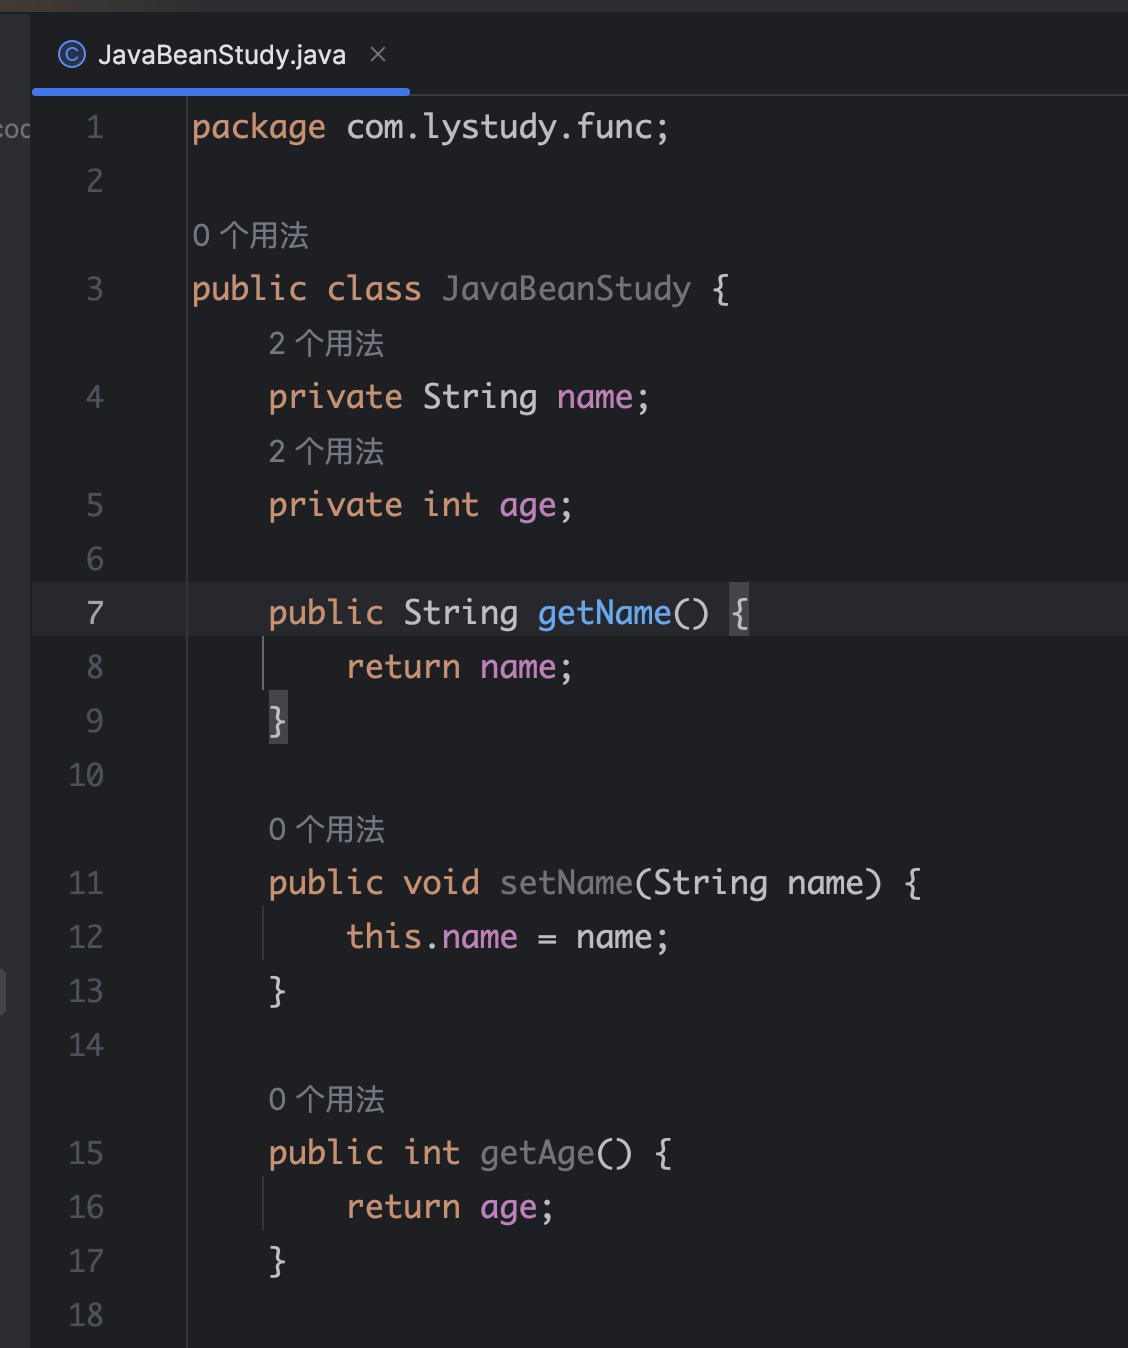 JavaBeanStudy.java ×
1 package com.lystudy.func;
2
0 个用法
3 public class JavaBeanStudy {
2 个用法
4 private String name;
2 个用法
5 private int age;
6
7 public String getName() {
8 return name;
9 }
10
0 个用法
11 public void setName(String name) {
12 this.name = name;
13 }
14
0 个用法
15 public int getAge() {
16 return age;
17 }
18